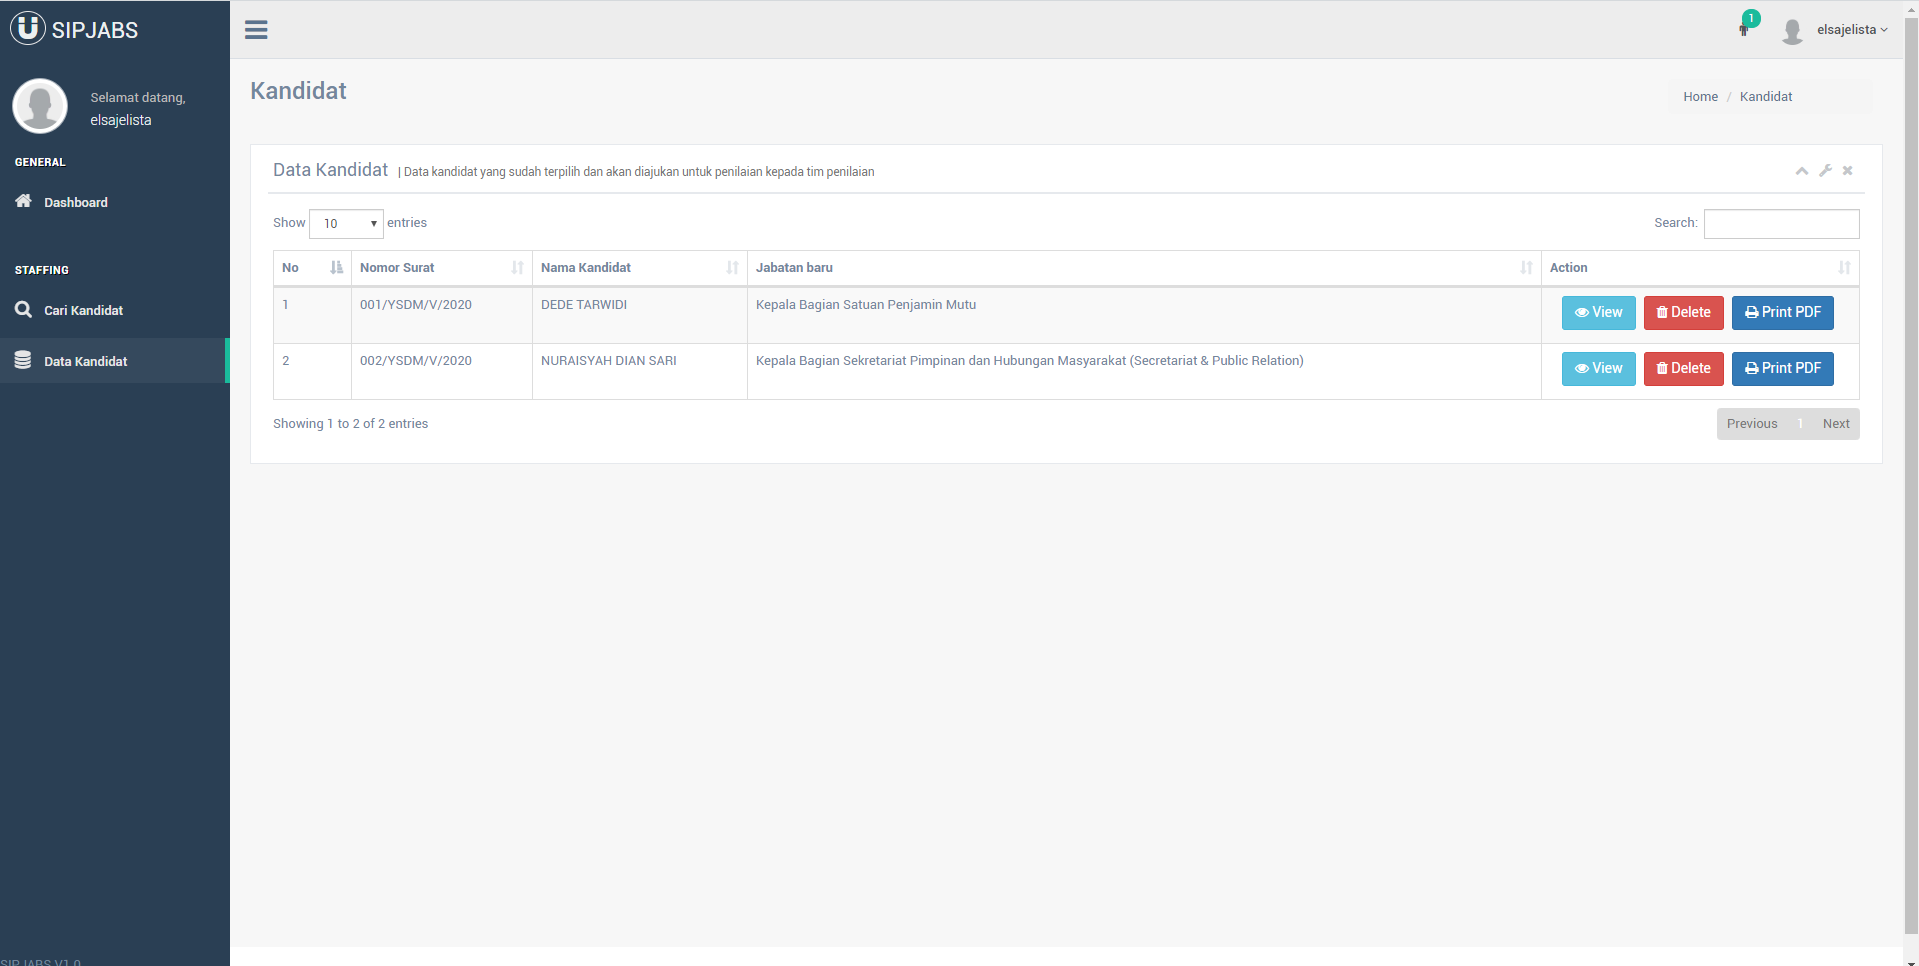 SIPJABS
1
elsajelista
Selamat datang,
elsajelista
GENERAL
Dashboard
STAFFING
Cari Kandidat
Data Kandidat
Kandidat
Home / Kandidat
Data Kandidat | Data kandidat yang sudah terpilih dan akan diajukan untuk penilaian kepada tim penilaian
Show 10 entries
Search:
No Nomor Surat Nama Kandidat Jabatan baru Action
1 001/YSDM/V/2020 DEDE TARWIDI Kepala Bagian Satuan Penjamin Mutu View Delete Print PDF
2 002/YSDM/V/2020 NURAISYAH DIAN SARI Kepala Bagian Sekretariat Pimpinan dan Hubungan Masyarakat (Secretariat & Public Relation) View Delete Print PDF
Showing 1 to 2 of 2 entries
Previous 1 Next
SIPJABS V1.0